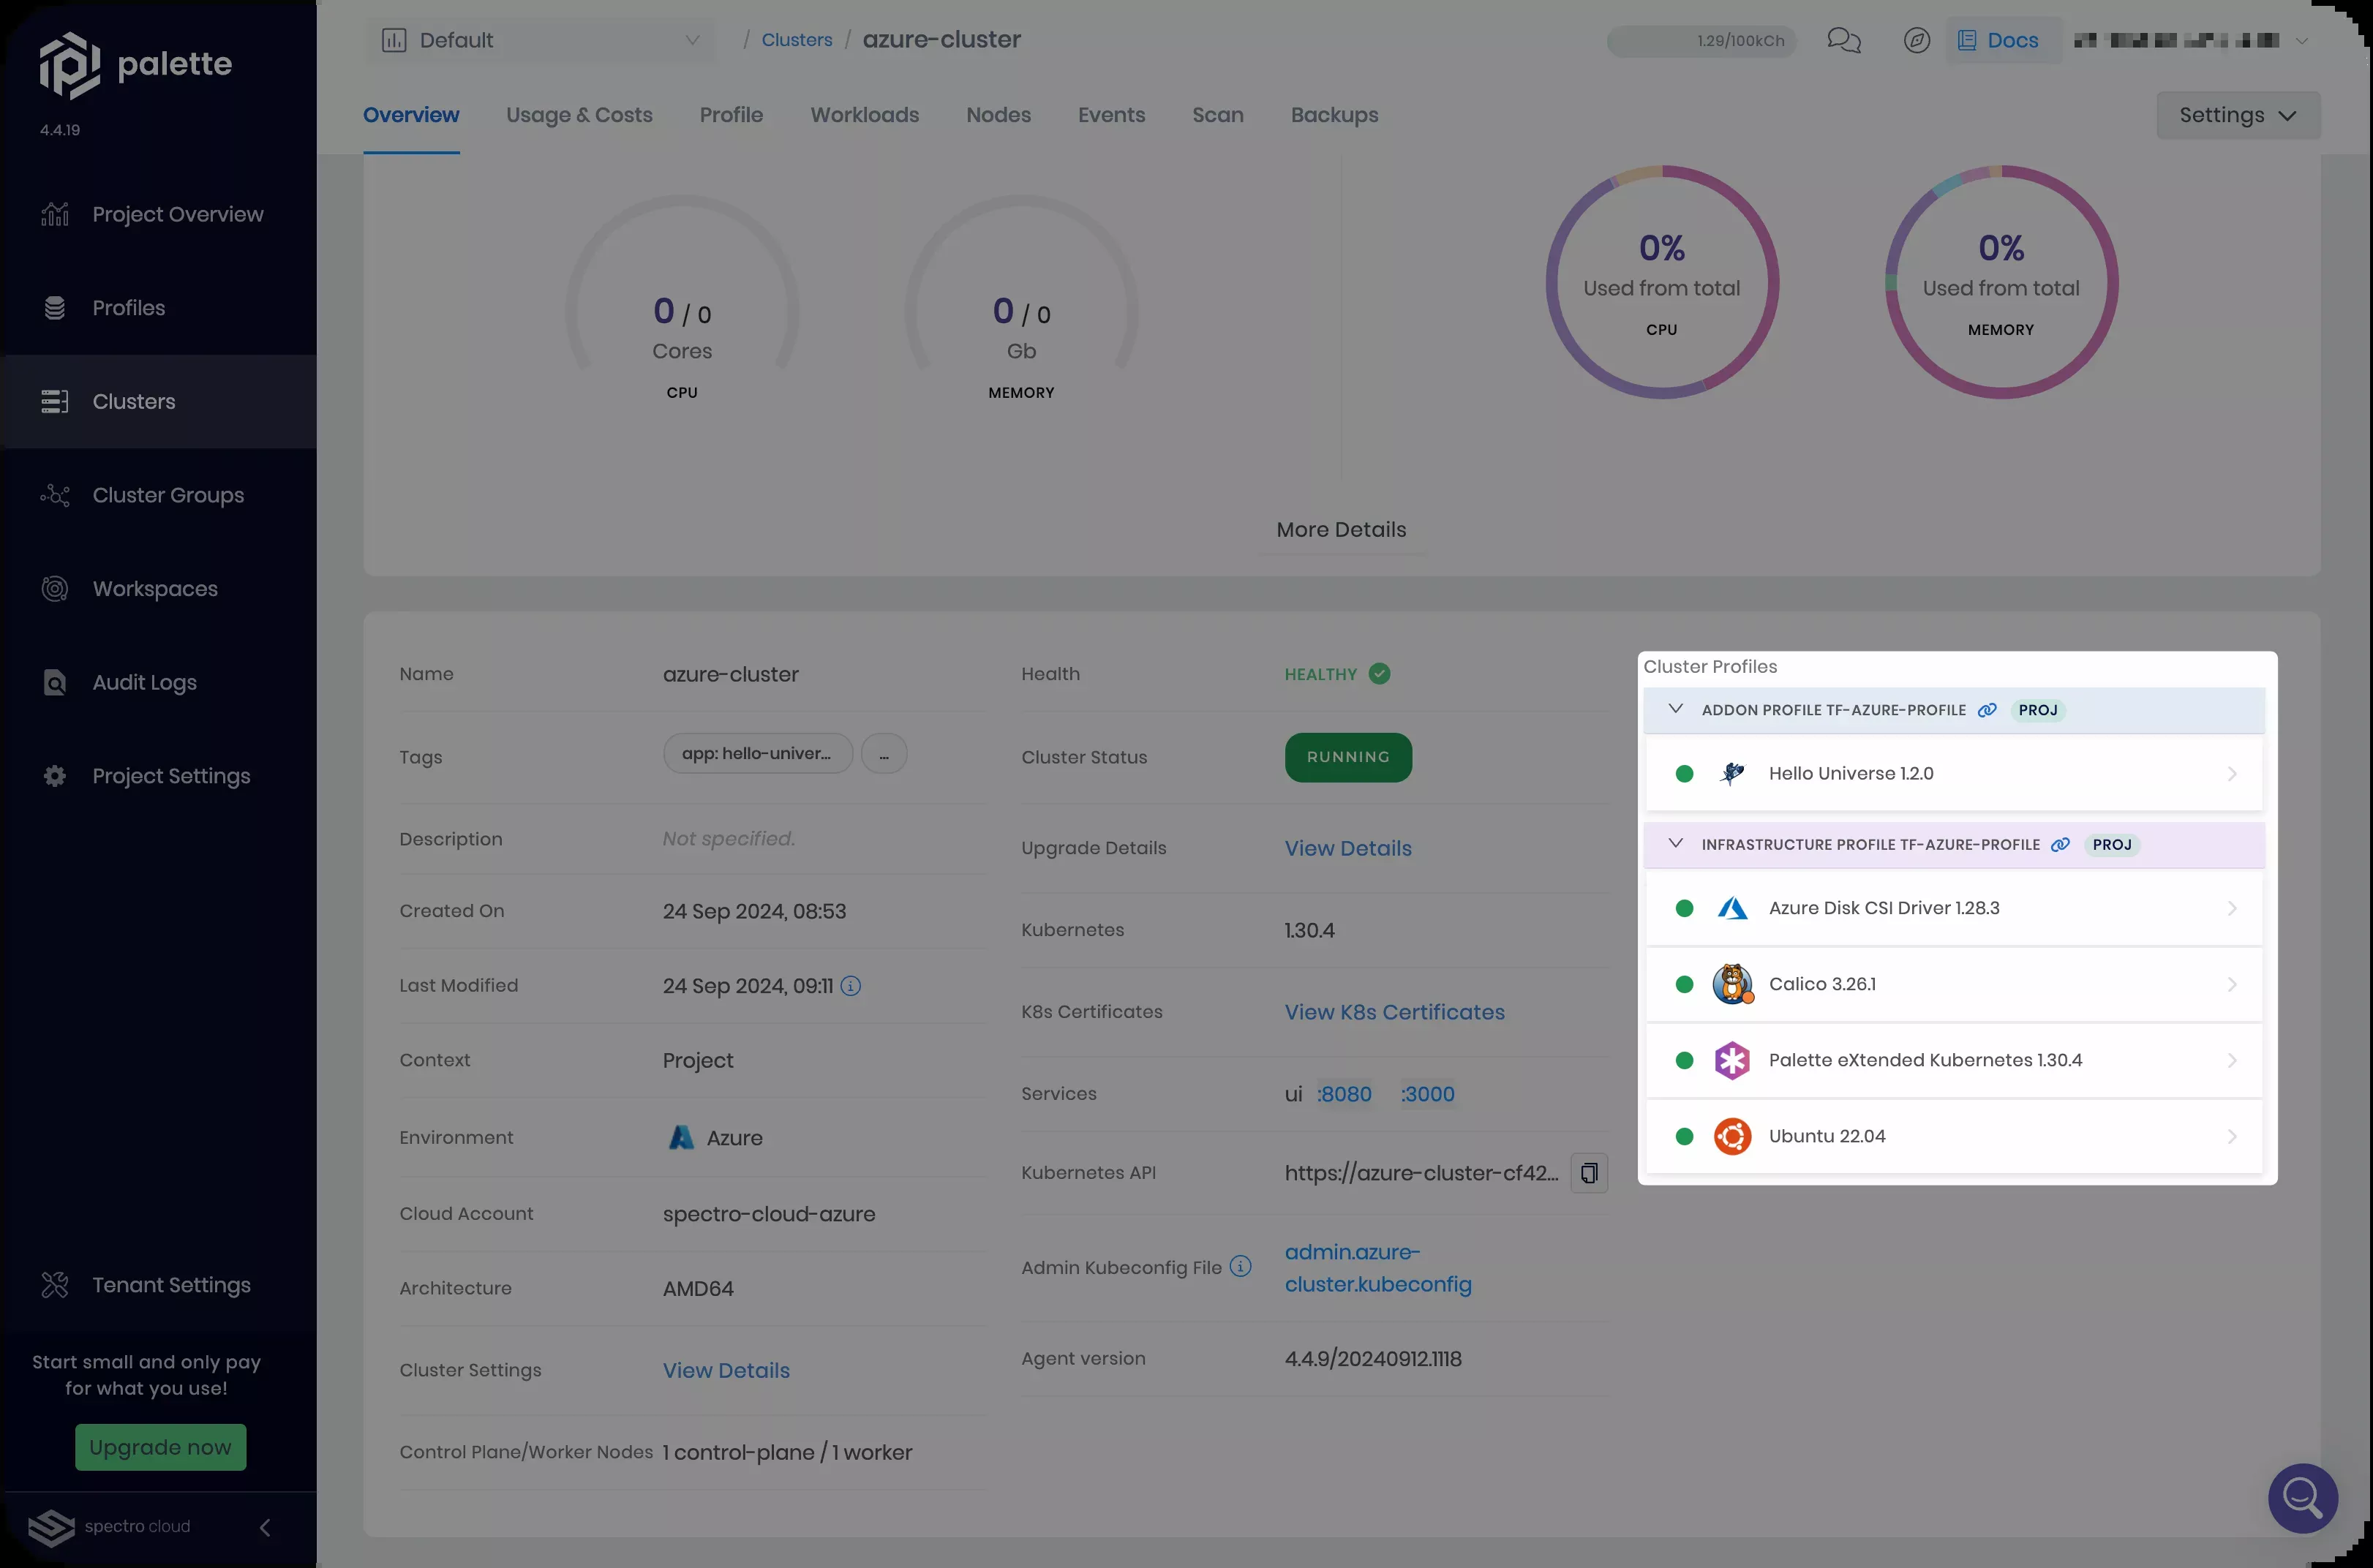 palette
4.4.19
Project Overview
Profiles
Clusters
Cluster Groups
Workspaces
Audit Logs
Project Settings
Tenant Settings
Start small and only pay
for what you use!
Upgrade now
spectro cloud
Default
/ Clusters / azure-cluster
1.29/100kCh
Docs
Overview
Usage & Costs
Profile
Workloads
Nodes
Events
Scan
Backups
Settings
0 / 0
Cores
CPU
0 / 0
Gb
MEMORY
0%
Used from total
CPU
0%
Used from total
MEMORY
More Details
Name azure-cluster
Tags app: hello-univer... ...
Description Not specified.
Created On 24 Sep 2024, 08:53
Last Modified 24 Sep 2024, 09:11
Context Project
Environment Azure
Cloud Account spectro-cloud-azure
Architecture AMD64
Cluster Settings View Details
Control Plane/Worker Nodes 1 control-plane / 1 worker
Health HEALTHY
Cluster Status RUNNING
Upgrade Details View Details
Kubernetes 1.30.4
K8s Certificates View K8s Certificates
Services ui :8080 :3000
Kubernetes API https://azure-cluster-cf42...
Admin Kubeconfig File admin.azure-
cluster.kubeconfig
Agent version 4.4.9/20240912.1118
Cluster Profiles
ADDON PROFILE TF-AZURE-PROFILE PROJ
Hello Universe 1.2.0
INFRASTRUCTURE PROFILE TF-AZURE-PROFILE PROJ
Azure Disk CSI Driver 1.28.3
Calico 3.26.1
Palette eXtended Kubernetes 1.30.4
Ubuntu 22.04